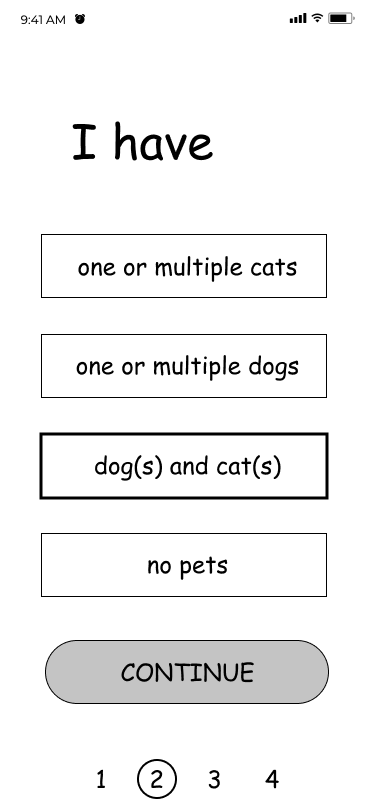 9:41 AM
I have
one or multiple cats
one or multiple dogs
dog(s) and cat(s)
no pets
CONTINUE
1 2 3 4